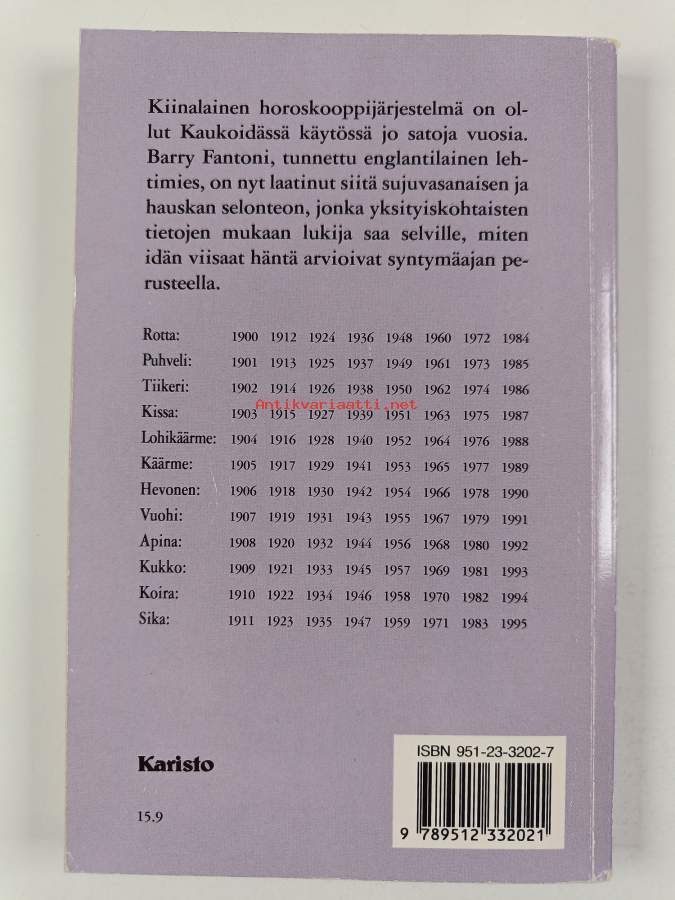 Kiinalainen horoskooppijärjestelmä on ol-
lut Kaukoidässä käytössä jo satoja vuosia.
Barry Fantoni, tunnettu englantilainen leh-
timies, on nyt laatinut siitä sujuvasanaisen ja
hauskan selonteon, jonka yksityiskohtaisten
tietojen mukaan lukija saa selville, miten
idän viisaat häntä arvioivat syntymäajan pe-
rusteella.
Rotta: 1900 1912 1924 1936 1948 1960 1972 1984
Puhveli: 1901 1913 1925 1937 1949 1961 1973 1985
Tiikeri: 1902 1914 1926 1938 1950 1962 1974 1986
Antikvariaatti.net
Kissa: 1903 1915 1927 1939 1951 1963 1975 1987
Lohikäärme: 1904 1916 1928 1940 1952 1964 1976 1988
Käärme: 1905 1917 1929 1941 1953 1965 1977 1989
Hevonen: 1906 1918 1930 1942 1954 1966 1978 1990
Vuohi: 1907 1919 1931 1943 1955 1967 1979 1991
Apina: 1908 1920 1932 1944 1956 1968 1980 1992
Kukko: 1909 1921 1933 1945 1957 1969 1981 1993
Koira: 1910 1922 1934 1946 1958 1970 1982 1994
Sika: 1911 1923 1935 1947 1959 1971 1983 1995
ISBN 951-23-3202-7
Karisto
15.9
9 789512 332021